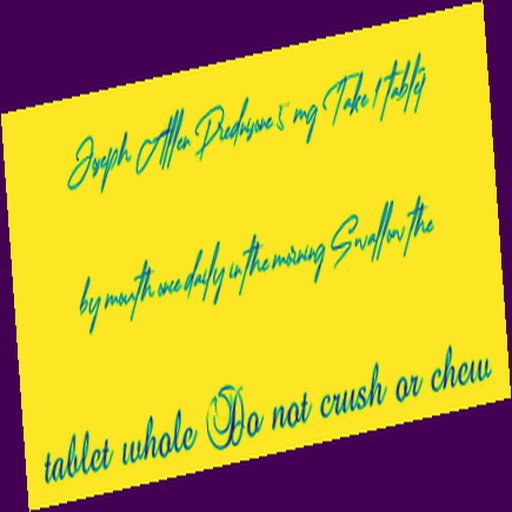 Joseph Allen Prednisone 5 mg Take 1 tablet
by mouth once daily in the morning Swallow the
tablet whole Do not crush or chew